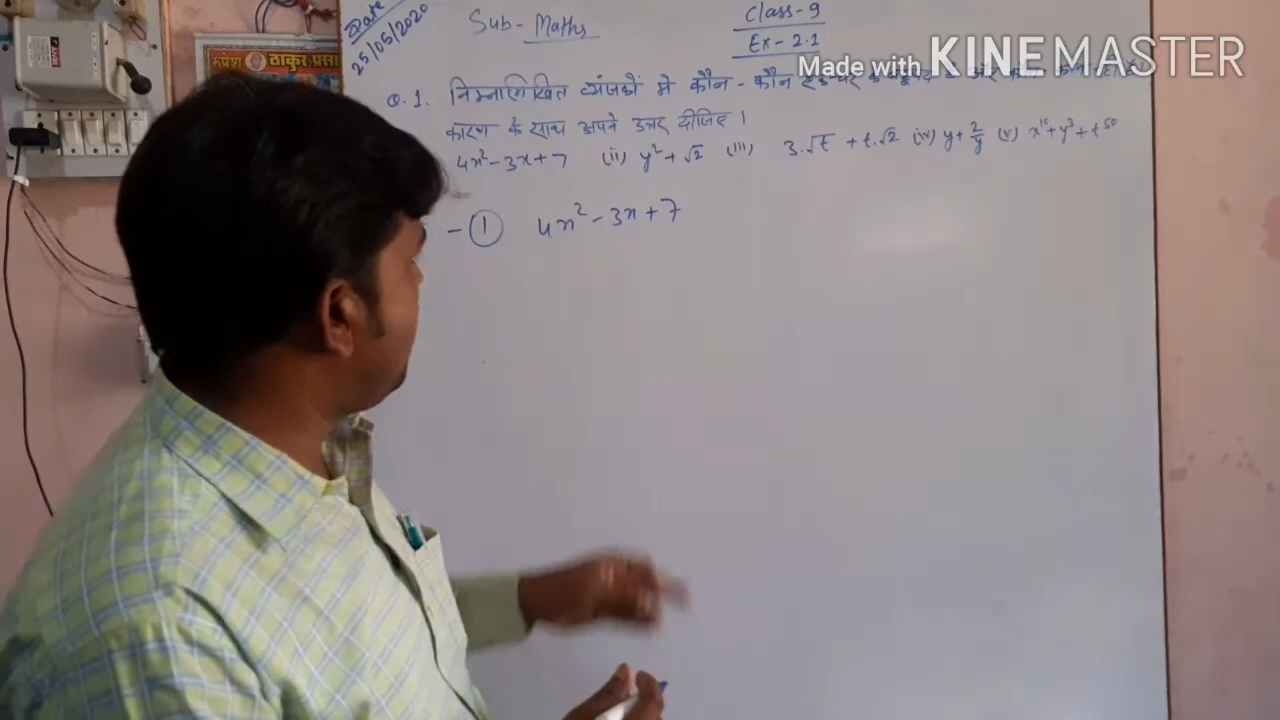 Date
25/05/2020
Sub- Maths
Class-9
Ex-2.1
Made with KINEMASTER
रुपेश ठाकुर प्रसा
Q.1. निम्नलिखित व्यंजकों मे कौन-कौन
कारण के साथ अपने उत्तर दीजिए।
4x²-3x+7 (ii) y²+√2 (iii) 3.√t + t.√2 (iv) y+2/y (v) x¹⁰+y³+t⁵⁰
- ① 4x²-3x+7